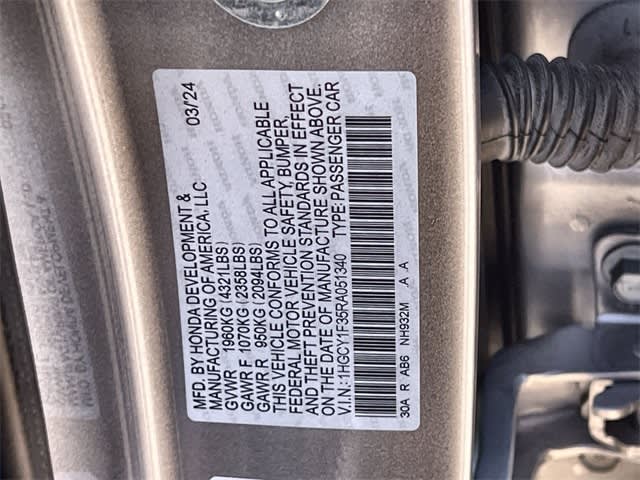 MFD. BY HONDA DEVELOPMENT & 03/'24
MANUFACTURING OF AMERICA, LLC
GVWR 1960KG (4321LBS)
GAWR F 1070KG (2358LBS)
GAWR R 950KG (2094LBS)
THIS VEHICLE CONFORMS TO ALL APPLICABLE
FEDERAL MOTOR VEHICLE SAFETY, BUMPER,
AND THEFT PREVENTION STANDARDS IN EFFECT
ON THE DATE OF MANUFACTURE SHOWN ABOVE.
V.I.N.: 1HGCY1F35RA051340 TYPE: PASSENGER CAR
30A R AB6 NH932M A A